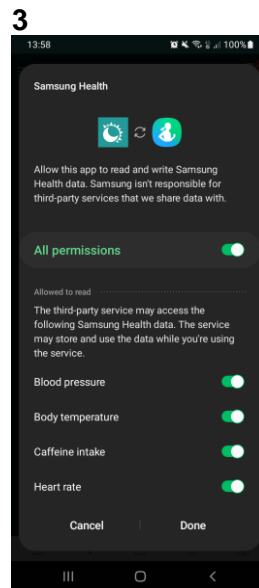 3
13:58 100%
Samsung Health
Allow this app to read and write Samsung
Health data. Samsung isn't responsible for
third-party services that we share data with.
All permissions
Allowed to read
The third-party service may access the
following Samsung Health data. The service
may store and use the data while you're using
the service.
Blood pressure
Body temperature
Caffeine intake
Heart rate
Cancel Done